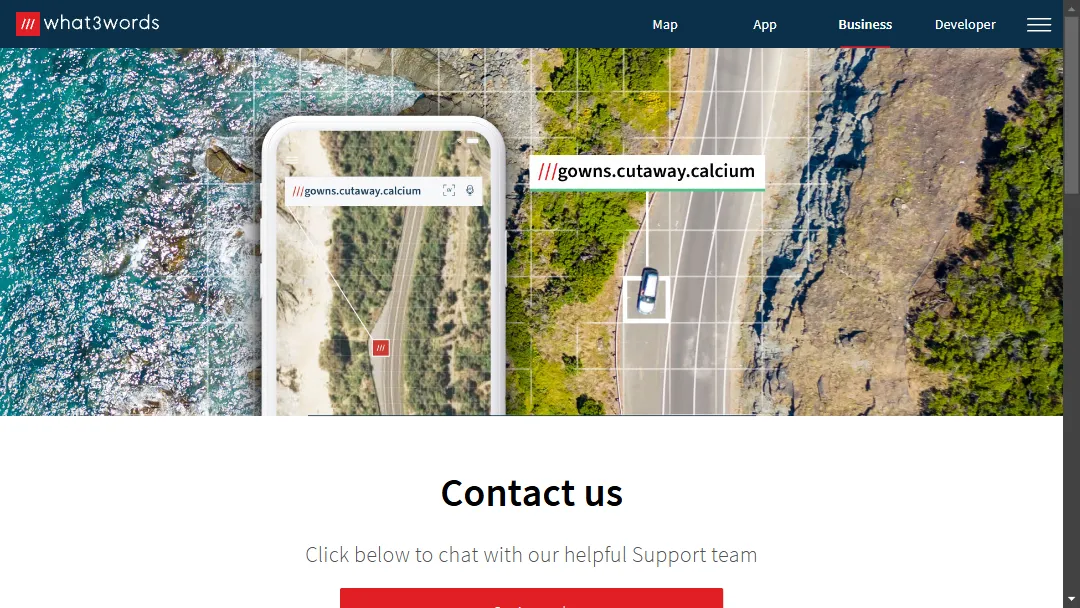 what3words
Map
App
Business
Developer
///gowns.cutaway.calcium
///gowns.cutaway.calcium
Contact us
Click below to chat with our helpful Support team